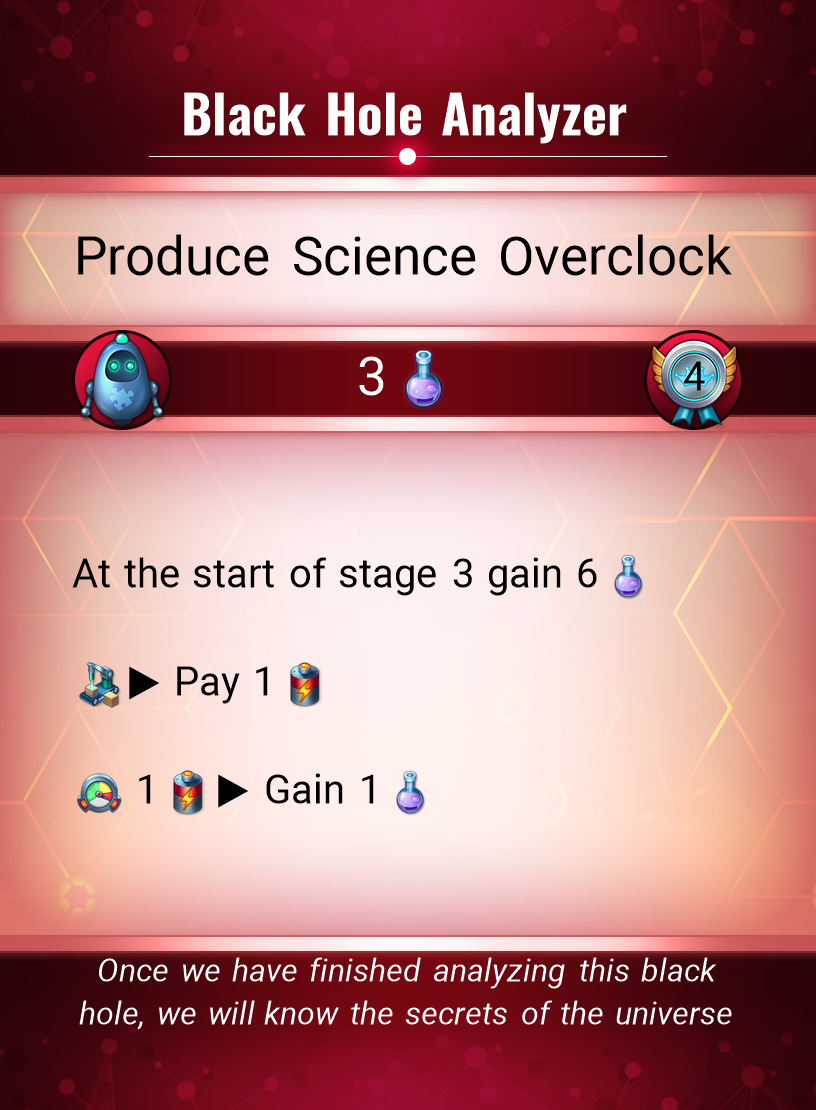 Black Hole Analyzer
Produce Science Overclock
3
4
At the start of stage 3 gain 6
Pay 1
1 Gain 1
Once we have finished analyzing this black
hole, we will know the secrets of the universe